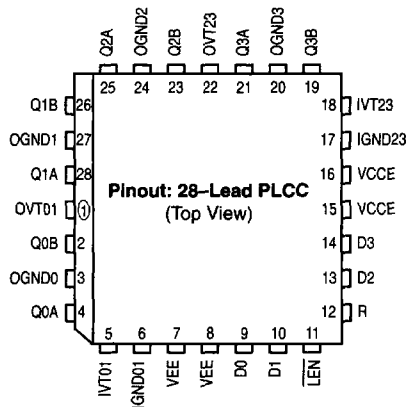 Q2A
OGND2
Q2B
OVT23
Q3A
OGND3
Q3B
25 24 23 22 21 20 19
Q1B 26
OGND1 27
Q1A 28
OVT01 1
Q0B 2
OGND0 3
Q0A 4
18 IVT23
17 IGND23
16 VCCE
15 VCCE
14 D3
13 D2
12 R
Pinout: 28–Lead PLCC
(Top View)
5 6 7 8 9 10 11
IVT01
IGND01
VEE
VEE
D0
D1
LEN